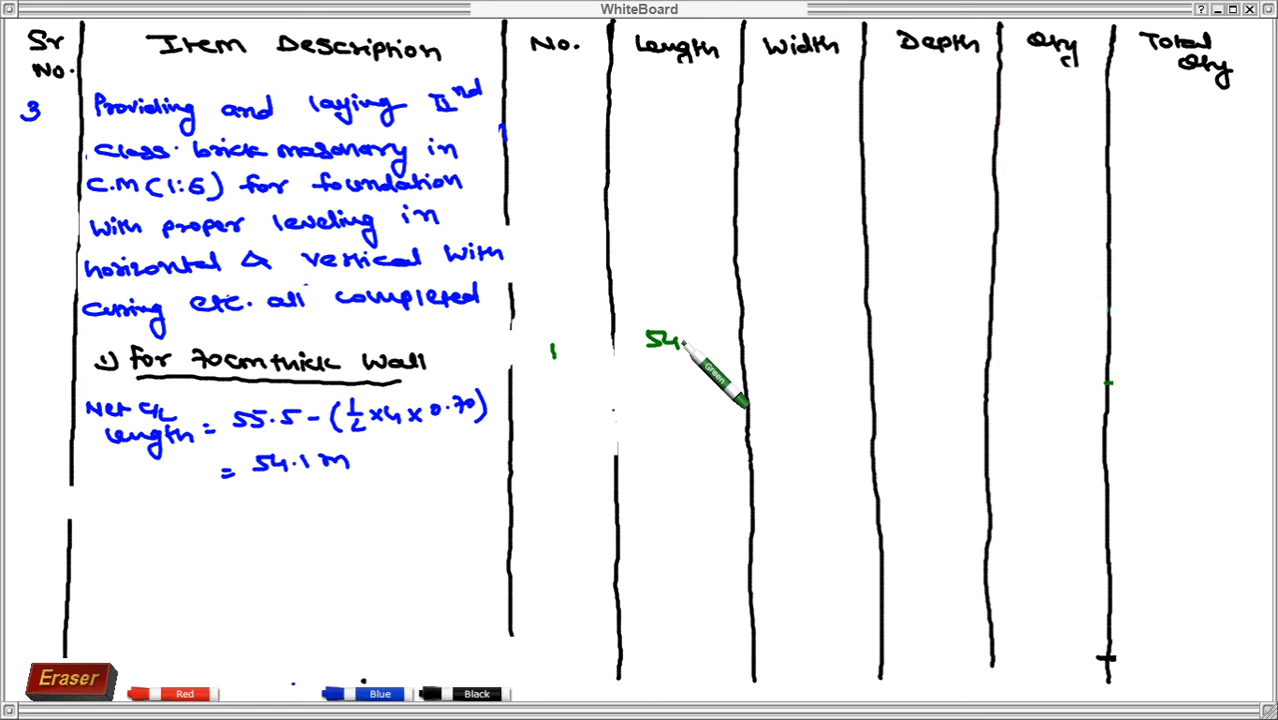 WhiteBoard
Sr No. Item Description No. Length Width Depth Qty Total Qty
3 Providing and laying IInd
class brick masonary in
C.M (1:6) for foundation
with proper leveling in
horizontal & vertical with
curing etc. all completed
1) For 70cm thick Wall 1 54
Net C/L length = 55.5 - (1/2 x 4 x 0.70)
= 54.1 m
Green
Eraser Red Blue Black